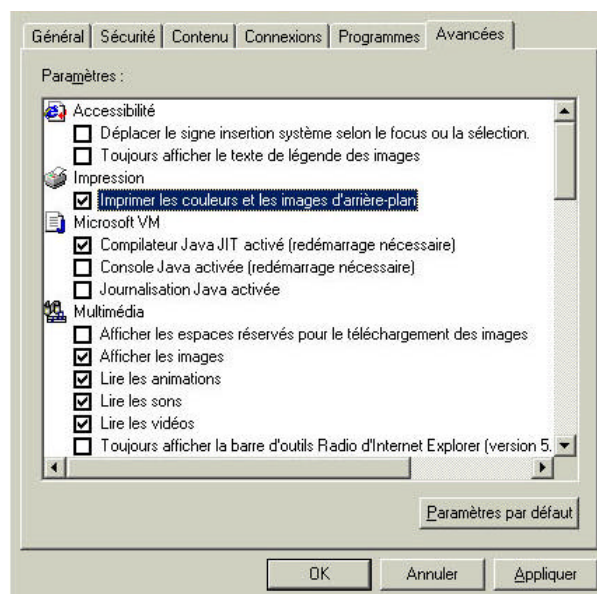 Général Sécurité Contenu Connexions Programmes Avancées
Paramètres :
Accessibilité
Déplacer le signe insertion système selon le focus ou la sélection.
Toujours afficher le texte de légende des images
Impression
Imprimer les couleurs et les images d'arrière-plan
Microsoft VM
Compilateur Java JIT activé (redémarrage nécessaire)
Console Java activée (redémarrage nécessaire)
Journalisation Java activée
Multimédia
Afficher les espaces réservés pour le téléchargement des images
Afficher les images
Lire les animations
Lire les sons
Lire les vidéos
Toujours afficher la barre d'outils Radio d'Internet Explorer (version 5.
Paramètres par défaut
OK Annuler Appliquer